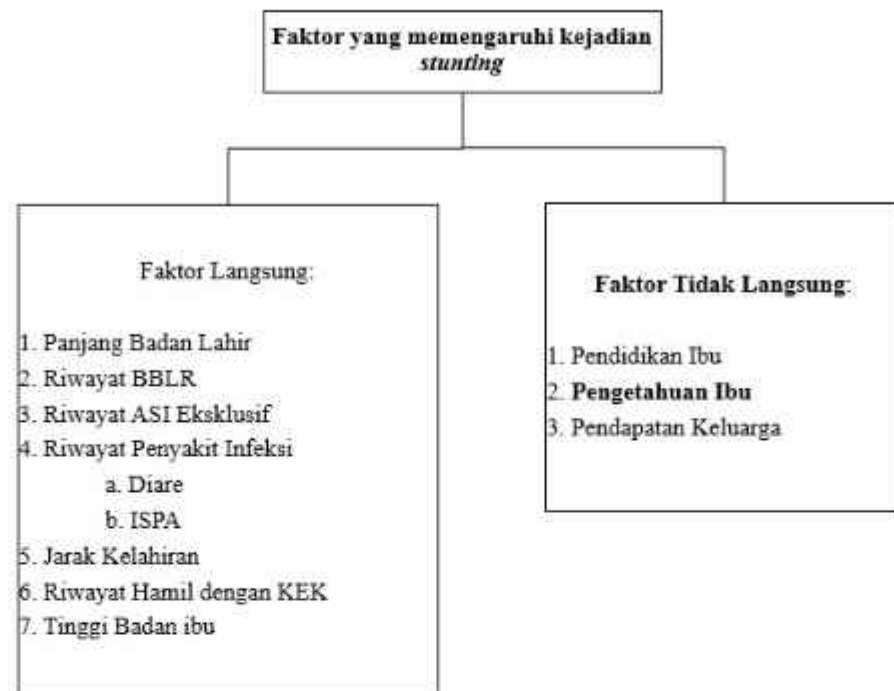 Faktor yang memengaruhi kejadian
stunting
Faktor Langsung:
1. Panjang Badan Lahir
2. Riwayat BBLR
3. Riwayat ASI Eksklusif
4. Riwayat Penyakit Infeksi
a. Diare
b. ISPA
5. Jarak Kelahiran
6. Riwayat Hamil dengan KEK
7. Tinggi Badan ibu
Faktor Tidak Langsung:
1. Pendidikan Ibu
2. Pengetahuan Ibu
3. Pendapatan Keluarga